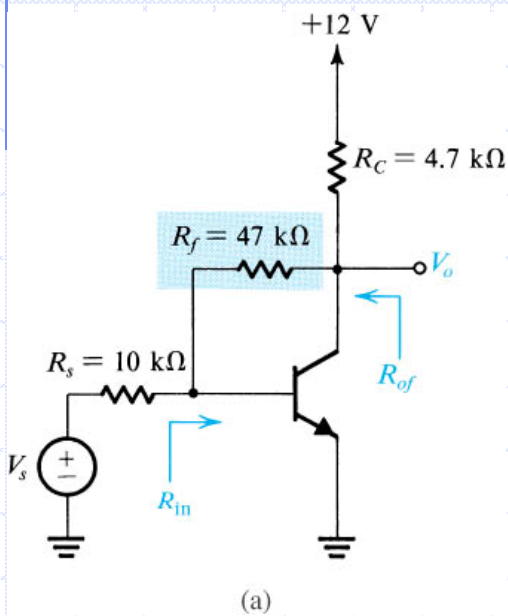 +12 V
R_C = 4.7 kΩ
R_f = 47 kΩ
V_o
R_s = 10 kΩ
R_of
V_s
+
−
R_in
(a)